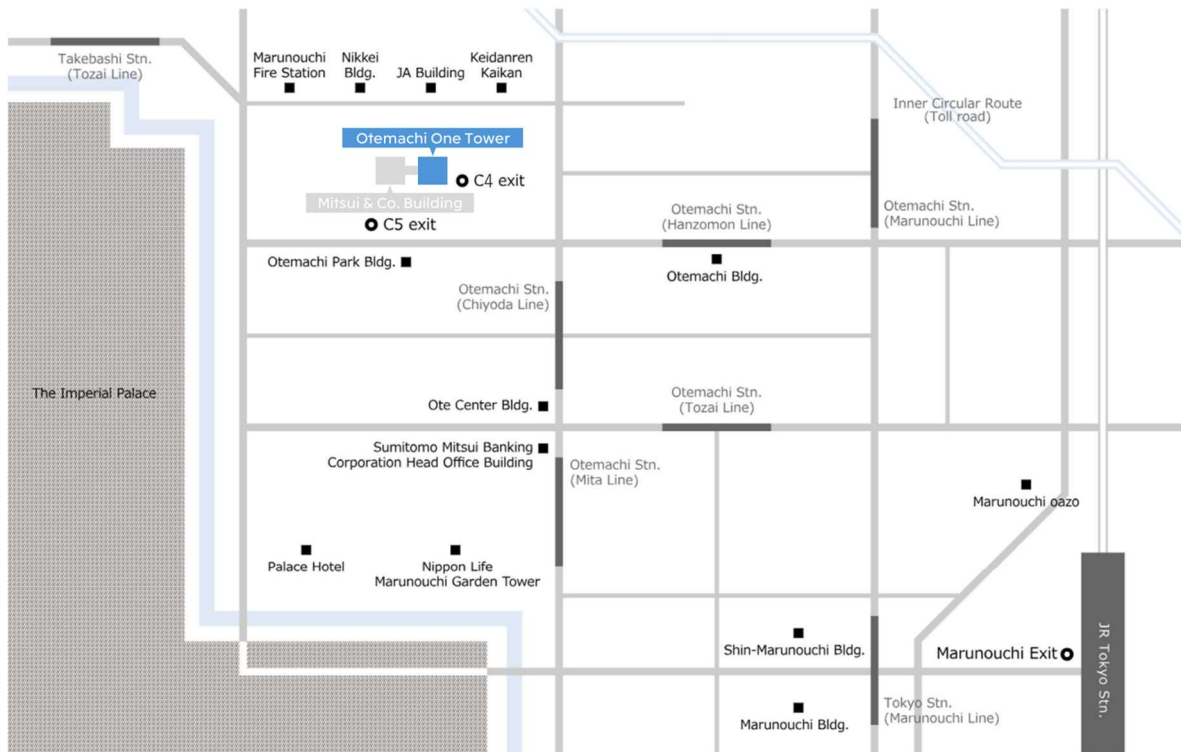 Takebashi Stn.
(Tozai Line)
Marunouchi
Fire Station
Nikkei
Bldg.
JA Building
Keidanren
Kaikan
Inner Circular Route
(Toll road)
Otemachi One Tower
C4 exit
Mitsui & Co. Building
C5 exit
Otemachi Stn.
(Hanzomon Line)
Otemachi Stn.
(Marunouchi Line)
Otemachi Park Bldg.
Otemachi Bldg.
Otemachi Stn.
(Chiyoda Line)
The Imperial Palace
Ote Center Bldg.
Otemachi Stn.
(Tozai Line)
Sumitomo Mitsui Banking
Corporation Head Office Building
Otemachi Stn.
(Mita Line)
Marunouchi oazo
Palace Hotel
Nippon Life
Marunouchi Garden Tower
Shin-Marunouchi Bldg.
Marunouchi Exit
JR Tokyo Stn.
Marunouchi Bldg.
Tokyo Stn.
(Marunouchi Line)